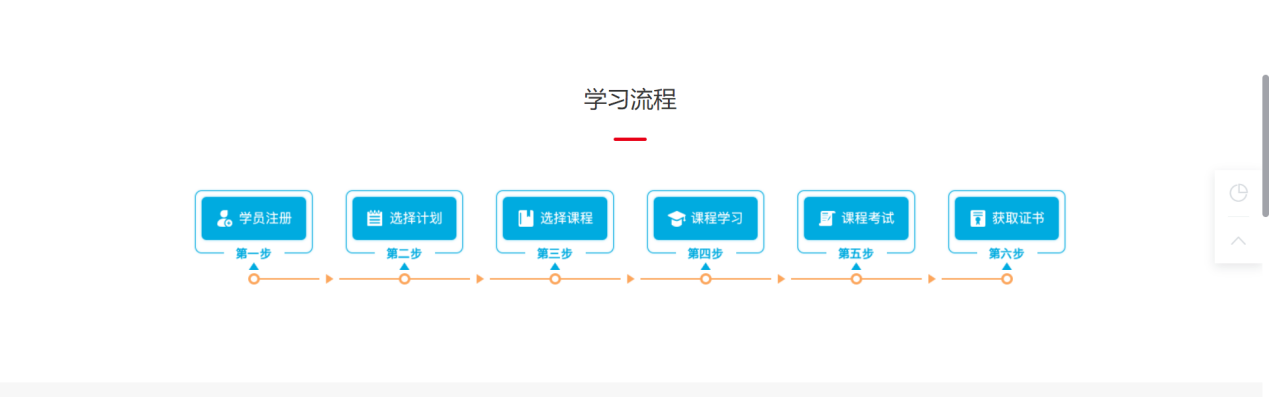 学习流程
学员注册
第一步
选择计划
第二步
选择课程
第三步
课程学习
第四步
课程考试
第五步
获取证书
第六步